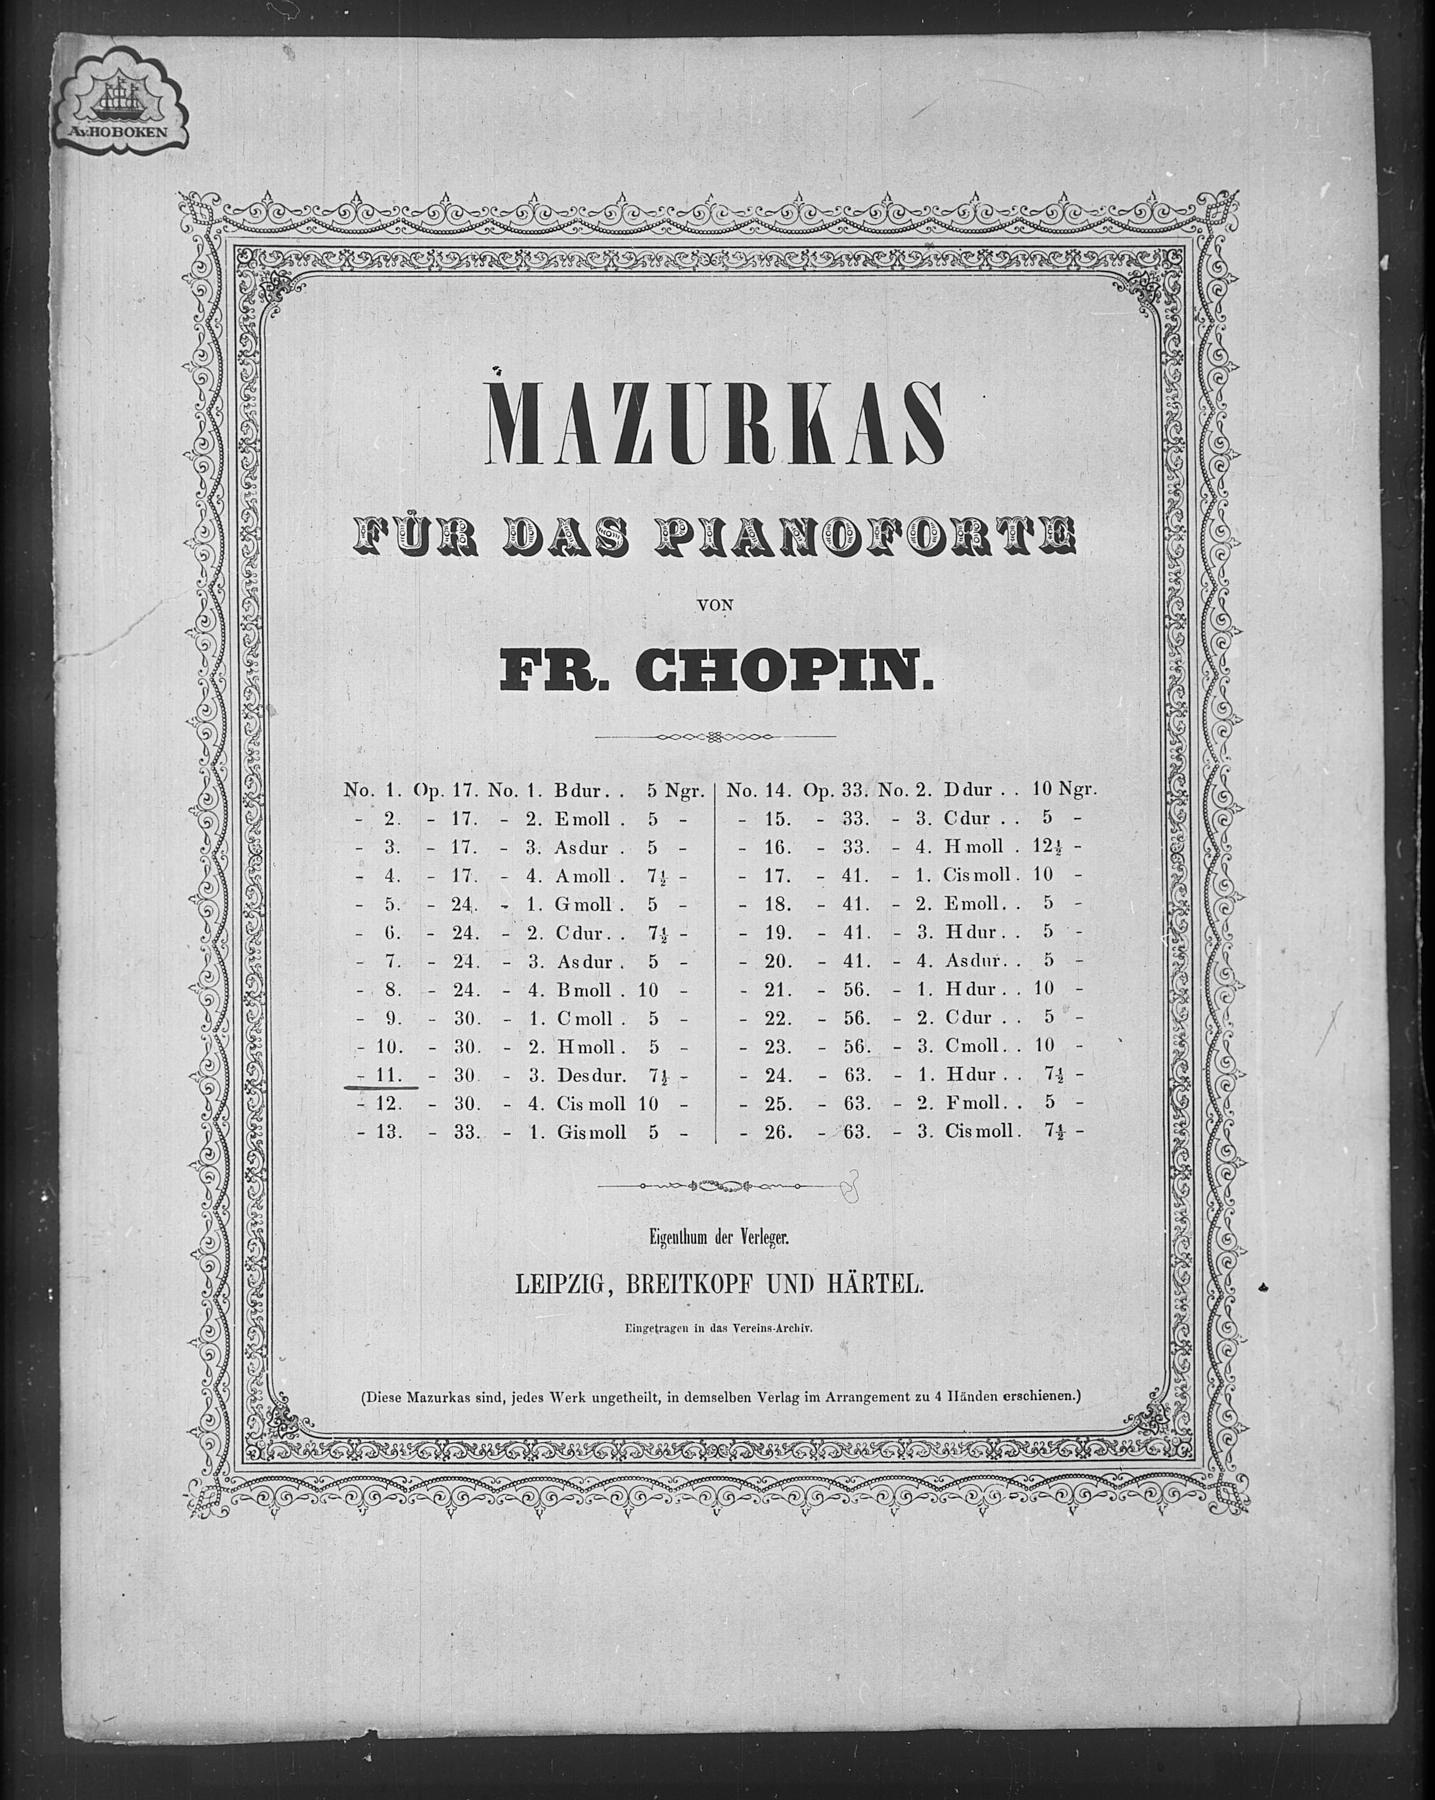 A.v.HOBOKEN
MAZURKAS
FÜR DAS PIANOFORTE
VON
FR. CHOPIN.
No. 1. Op. 17. No. 1. B dur . . 5 Ngr.
- 2. - 17. - 2. E moll . 5 -
- 3. - 17. - 3. As dur . 5 -
- 4. - 17. - 4. A moll . 7½ -
- 5. - 24. - 1. G moll . 5 -
- 6. - 24. - 2. C dur . . 7½ -
- 7. - 24. - 3. As dur . 5 -
- 8. - 24. - 4. B moll . 10 -
- 9. - 30. - 1. C moll . 5 -
- 10. - 30. - 2. H moll . 5 -
- 11. - 30. - 3. Des dur. 7½ -
- 12. - 30. - 4. Cis moll 10 -
- 13. - 33. - 1. Gis moll 5 -
No. 14. Op. 33. No. 2. D dur . . 10 Ngr.
- 15. - 33. - 3. C dur . . 5 -
- 16. - 33. - 4. H moll . 12½ -
- 17. - 41. - 1. Cis moll . 10 -
- 18. - 41. - 2. E moll . . 5 -
- 19. - 41. - 3. H dur . . 5 -
- 20. - 41. - 4. As dur . . 5 -
- 21. - 56. - 1. H dur . . 10 -
- 22. - 56. - 2. C dur . . 5 -
- 23. - 56. - 3. C moll . . 10 -
- 24. - 63. - 1. H dur . . 7½ -
- 25. - 63. - 2. F moll . . 5 -
- 26. - 63. - 3. Cis moll . 7½ -
Eigenthum der Verleger.
LEIPZIG, BREITKOPF UND HÄRTEL.
Eingetragen in das Vereins-Archiv.
(Diese Mazurkas sind, jedes Werk ungetheilt, in demselben Verlag im Arrangement zu 4 Händen erschienen.)